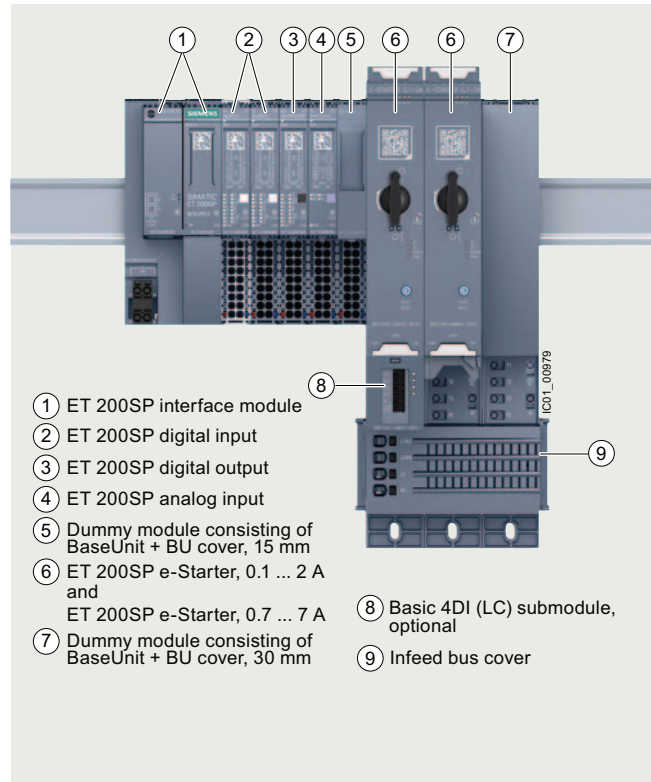 1 2 3 4 5 6 6 7
SIEMENS
SIMATIC
ET 200SP
8
IC01_00979
9
1 ET 200SP interface module
2 ET 200SP digital input
3 ET 200SP digital output
4 ET 200SP analog input
5 Dummy module consisting of
BaseUnit + BU cover, 15 mm
6 ET 200SP e-Starter, 0.1 ... 2 A
and
ET 200SP e-Starter, 0.7 ... 7 A
7 Dummy module consisting of
BaseUnit + BU cover, 30 mm
8 Basic 4DI (LC) submodule,
optional
9 Infeed bus cover